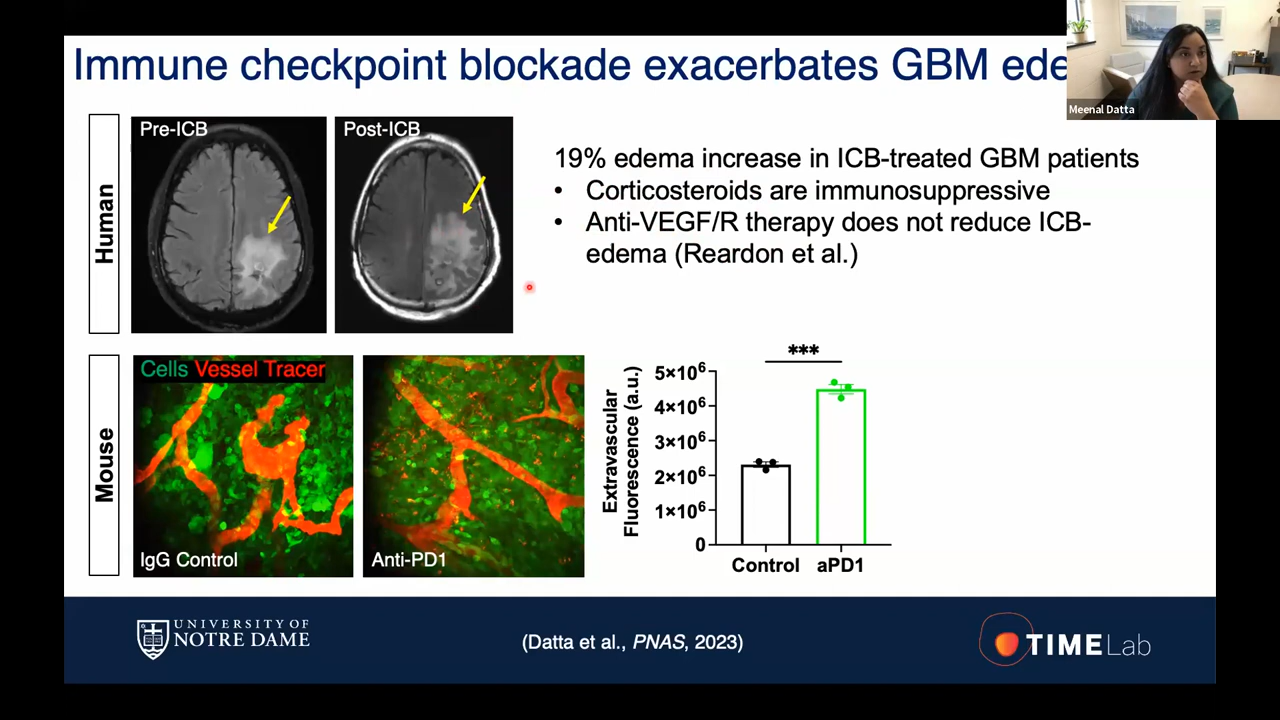 Immune checkpoint blockade exacerbates GBM ede
Meenal Datta
Human
Pre-ICB
Post-ICB
19% edema increase in ICB-treated GBM patients
• Corticosteroids are immunosuppressive
• Anti-VEGF/R therapy does not reduce ICB-
edema (Reardon et al.)
Mouse
Cells Vessel Tracer
IgG Control
Anti-PD1
***
Extravascular
Fluorescence (a.u.)
5×10⁶
4×10⁶
3×10⁶
2×10⁶
1×10⁶
0
Control aPD1
UNIVERSITY OF
NOTRE DAME
(Datta et al., PNAS, 2023)
TIME Lab